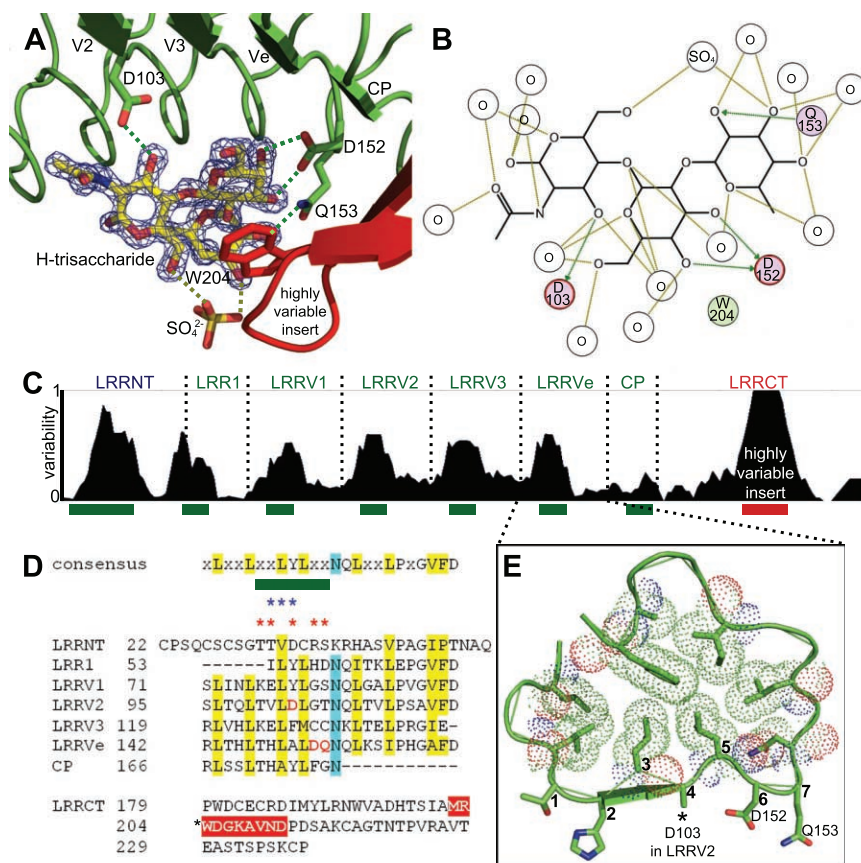 A
V2
V3
Ve
D103
CP
D152
Q153
H-trisaccharide
W204
SO₄²⁻
highly
variable
insert
B
O
SO₄
O
O
O
O
O
O
O
Q
153
O
O
O
O
O
O
O
N
O
O
O
O
O
O
O
O
O
O
O
D
103
D
152
O
O
W
204
O
O
C
LRRNT
LRR1
LRRV1
LRRV2
LRRV3
LRRVe
CP
LRRCT
1
variability
0
highly
variable
insert
D
consensus xLxxLxxLYLxxNQLxxLPxGVFD
***
** * **
LRRNT 22 CPSQCSCSGTTVDCRSKRHASVPAGIPTNAQ
LRR1 53 ------ILYLHDNQITKLEPGVFD
LRRV1 71 SLINLKELYLGSNQLGALPVGVFD
LRRV2 95 SLTQLTVLDLGTNQLTVLPSAVFD
LRRV3 119 RLVHLKELFMCCNKLTELPRGIE-
LRRVe 142 RLTHLTHLALDQNQLKSIPHGAFD
CP 166 RLSSLTHAYLFGN-----------
LRRCT 179 PWDCECRDIMYLRNWVADHTSIAMR
204 *WDGKAVNDPDSAKCAGTNTPVRAVT
229 EASTSPSKCP
E
1
2
3
4
5
6
7
*
D103
in LRRV2
D152
Q153